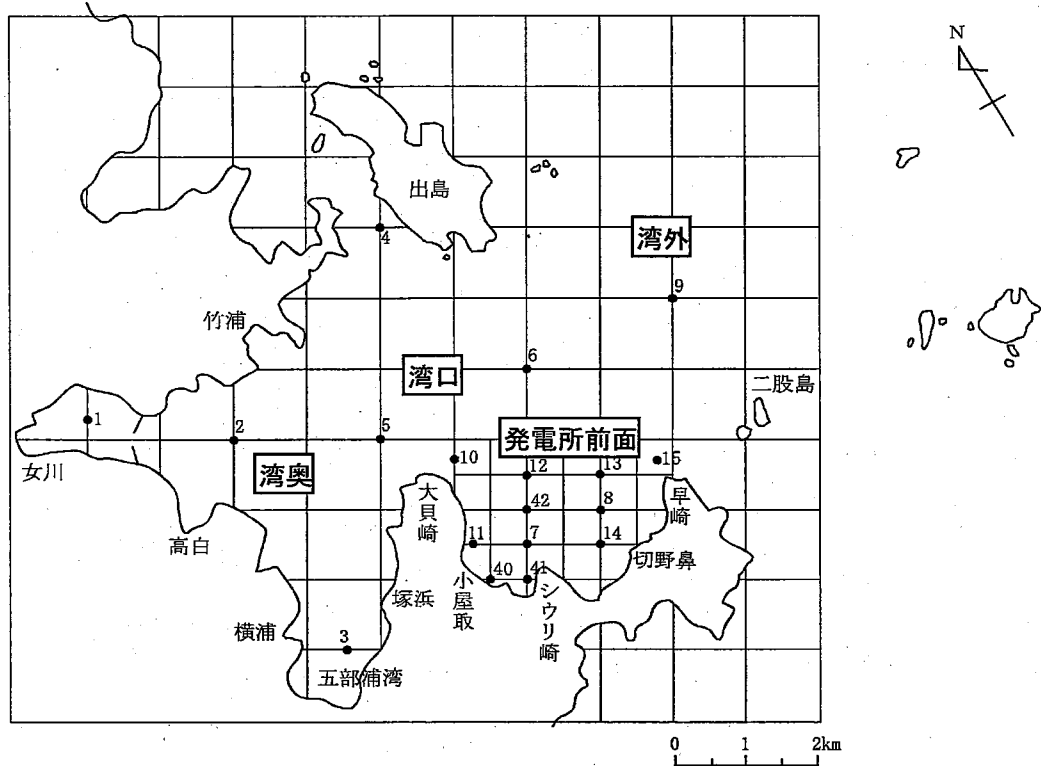 N
出島
4
湾外
9
竹浦
6
湾口
二股島
1
2
5
発電所前面
女川
湾奥
10
12
13
15
大貝崎
42
8
早崎
高白
11
7
14
切野鼻
40
41
塚浜
小屋取
シウリ崎
横浦
3
五部浦湾
0 1 2km